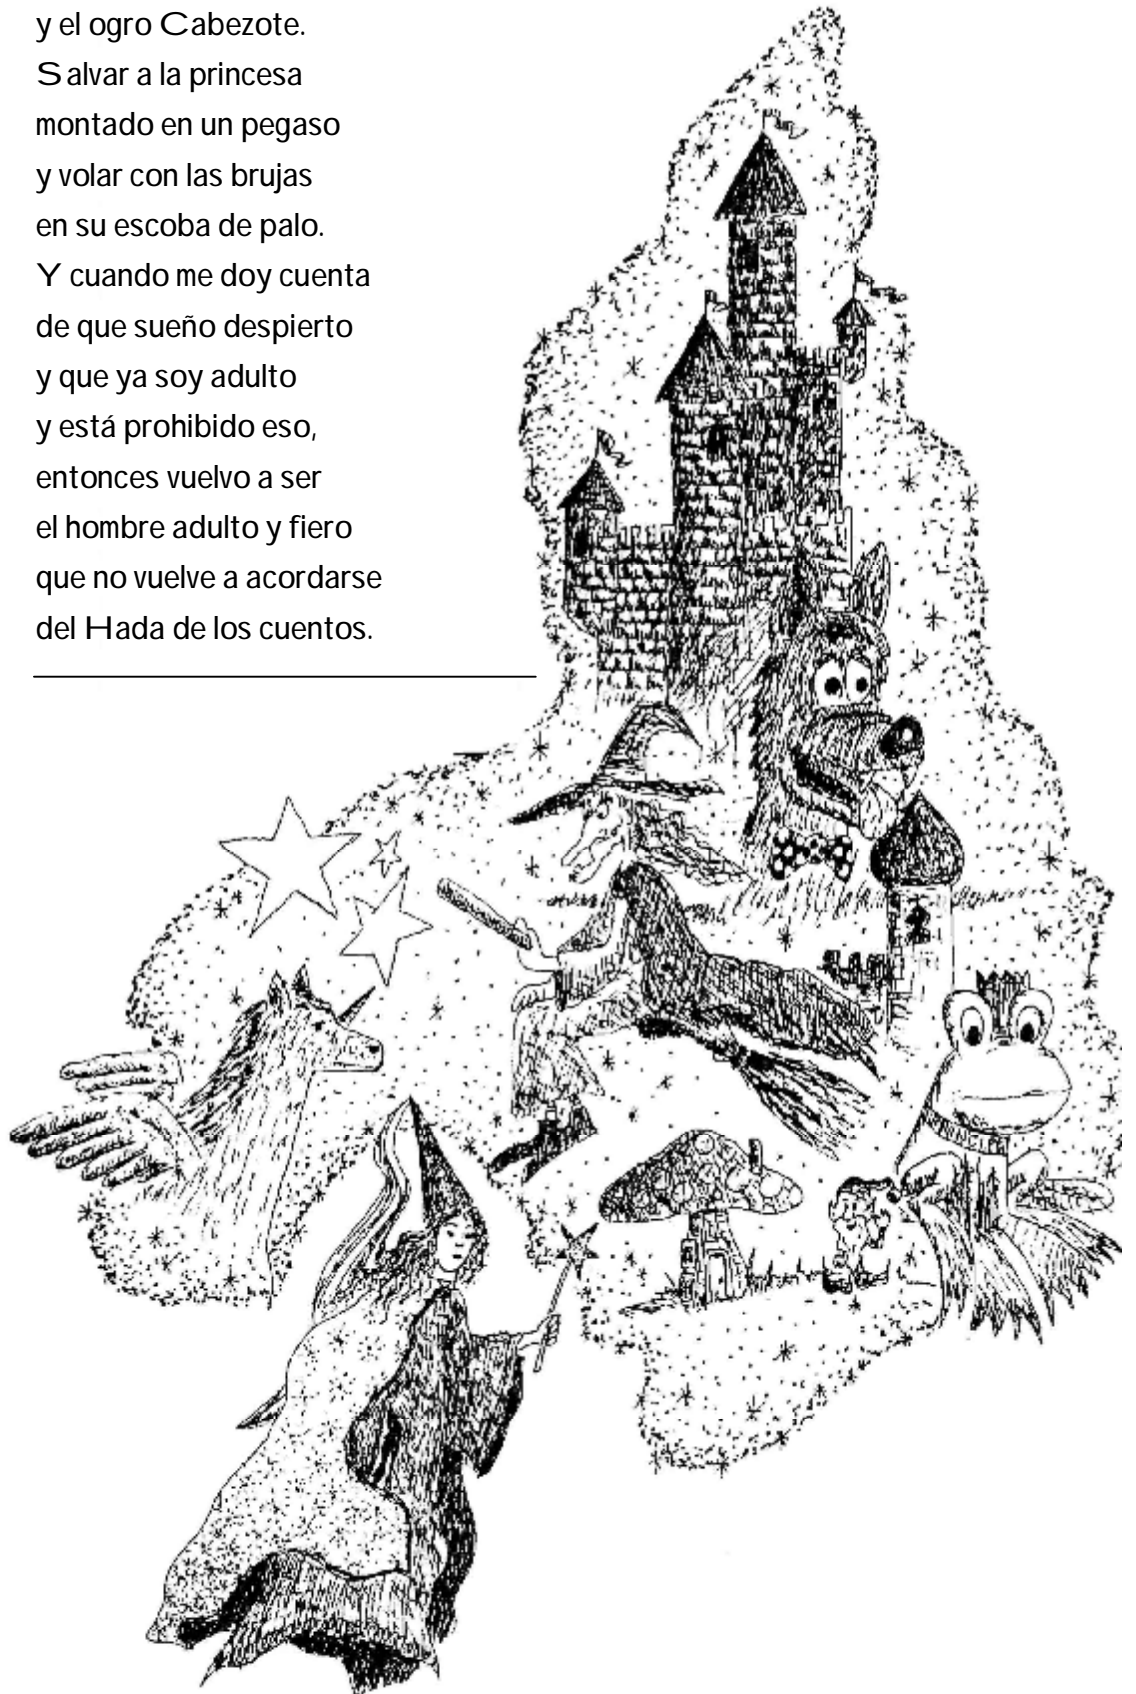 y el ogro Cabezote.
Salvar a la princesa
montado en un pegaso
y volar con las brujas
en su escoba de palo.
Y cuando me doy cuenta
de que sueño despierto
y que ya soy adulto
y está prohibido eso,
entonces vuelvo a ser
el hombre adulto y fiero
que no vuelve a acordarse
del Hada de los cuentos.